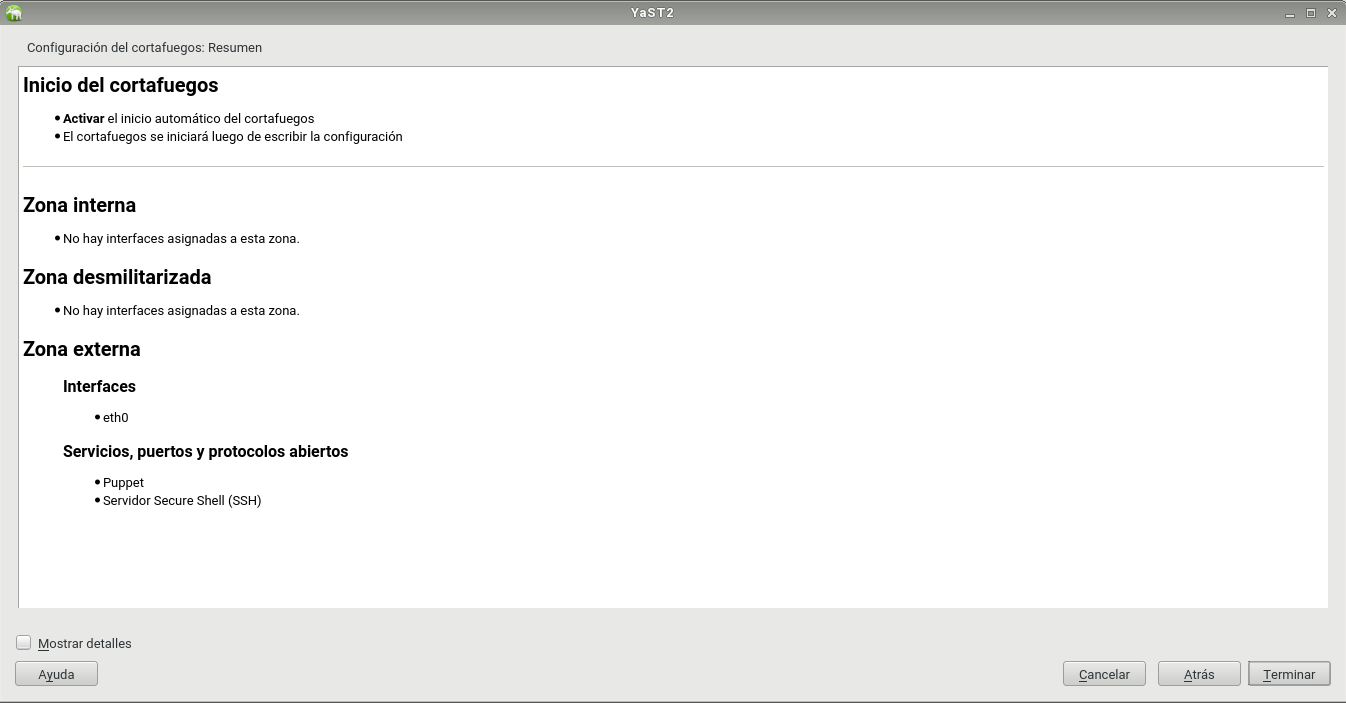 YaST2
Configuración del cortafuegos: Resumen
Inicio del cortafuegos
Activar el inicio automático del cortafuegos
El cortafuegos se iniciará luego de escribir la configuración
Zona interna
No hay interfaces asignadas a esta zona.
Zona desmilitarizada
No hay interfaces asignadas a esta zona.
Zona externa
Interfaces
eth0
Servicios, puertos y protocolos abiertos
Puppet
Servidor Secure Shell (SSH)
Mostrar detalles
Ayuda Cancelar Atrás Terminar